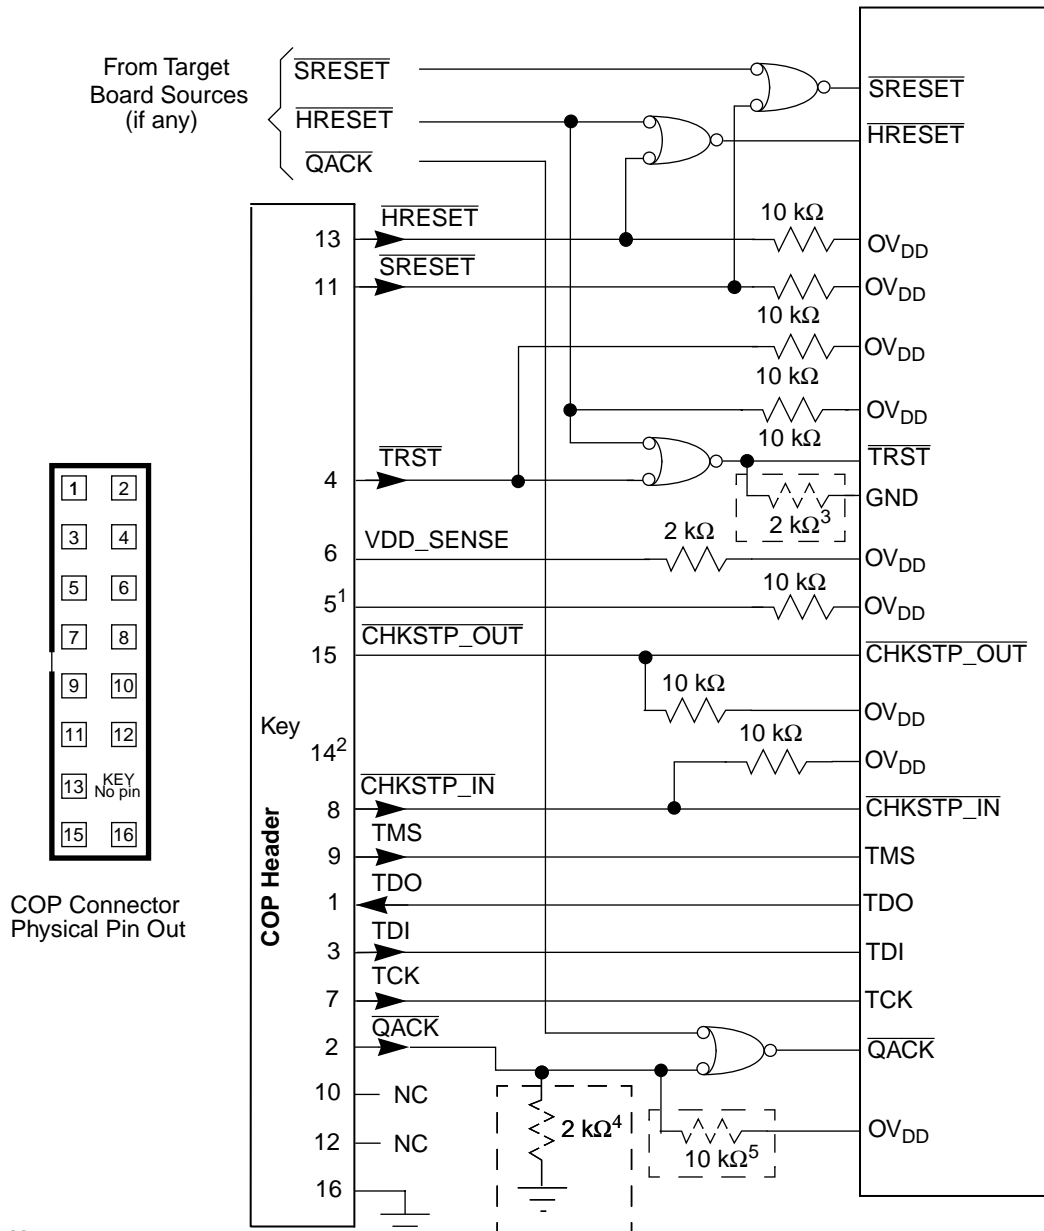 From Target
Board Sources
(if any)
SRESET
HRESET
QACK
SRESET
HRESET
13
HRESET
10 kΩ
OVDD
11
SRESET
10 kΩ
OVDD
10 kΩ
OVDD
10 kΩ
OVDD
4
TRST
TRST
2 kΩ3
GND
6
VDD_SENSE
2 kΩ
OVDD
51
10 kΩ
OVDD
15
CHKSTP_OUT
CHKSTP_OUT
10 kΩ
OVDD
Key
142
10 kΩ
OVDD
8
CHKSTP_IN
CHKSTP_IN
9
TMS
TMS
1
TDO
TDO
3
TDI
TDI
7
TCK
TCK
2
QACK
QACK
10
NC
2 kΩ4
10 kΩ5
OVDD
12
NC
16
COP Header
1 2
3 4
5 6
7 8
9 10
11 12
13 KEY
No pin
15 16
COP Connector
Physical Pin Out